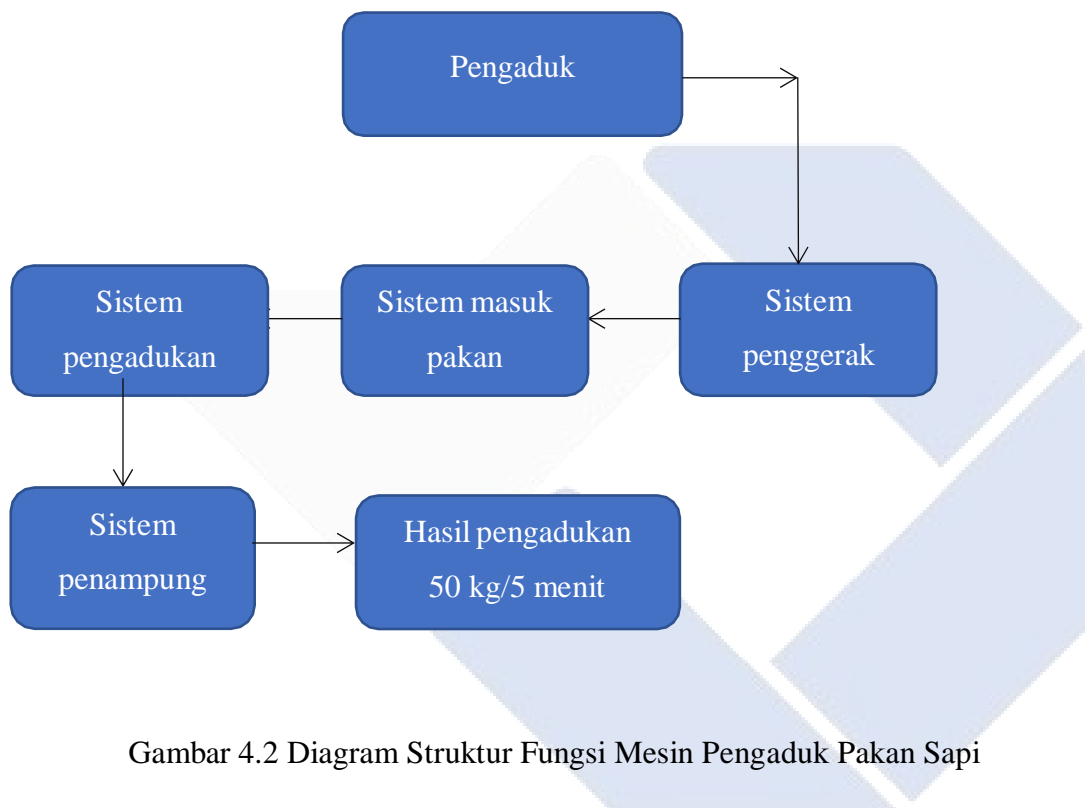 Pengaduk
Sistem
pengadukan
Sistem masuk
pakan
Sistem
penggerak
Sistem
penampung
Hasil pengadukan
50 kg/5 menit
Gambar 4.2 Diagram Struktur Fungsi Mesin Pengaduk Pakan Sapi